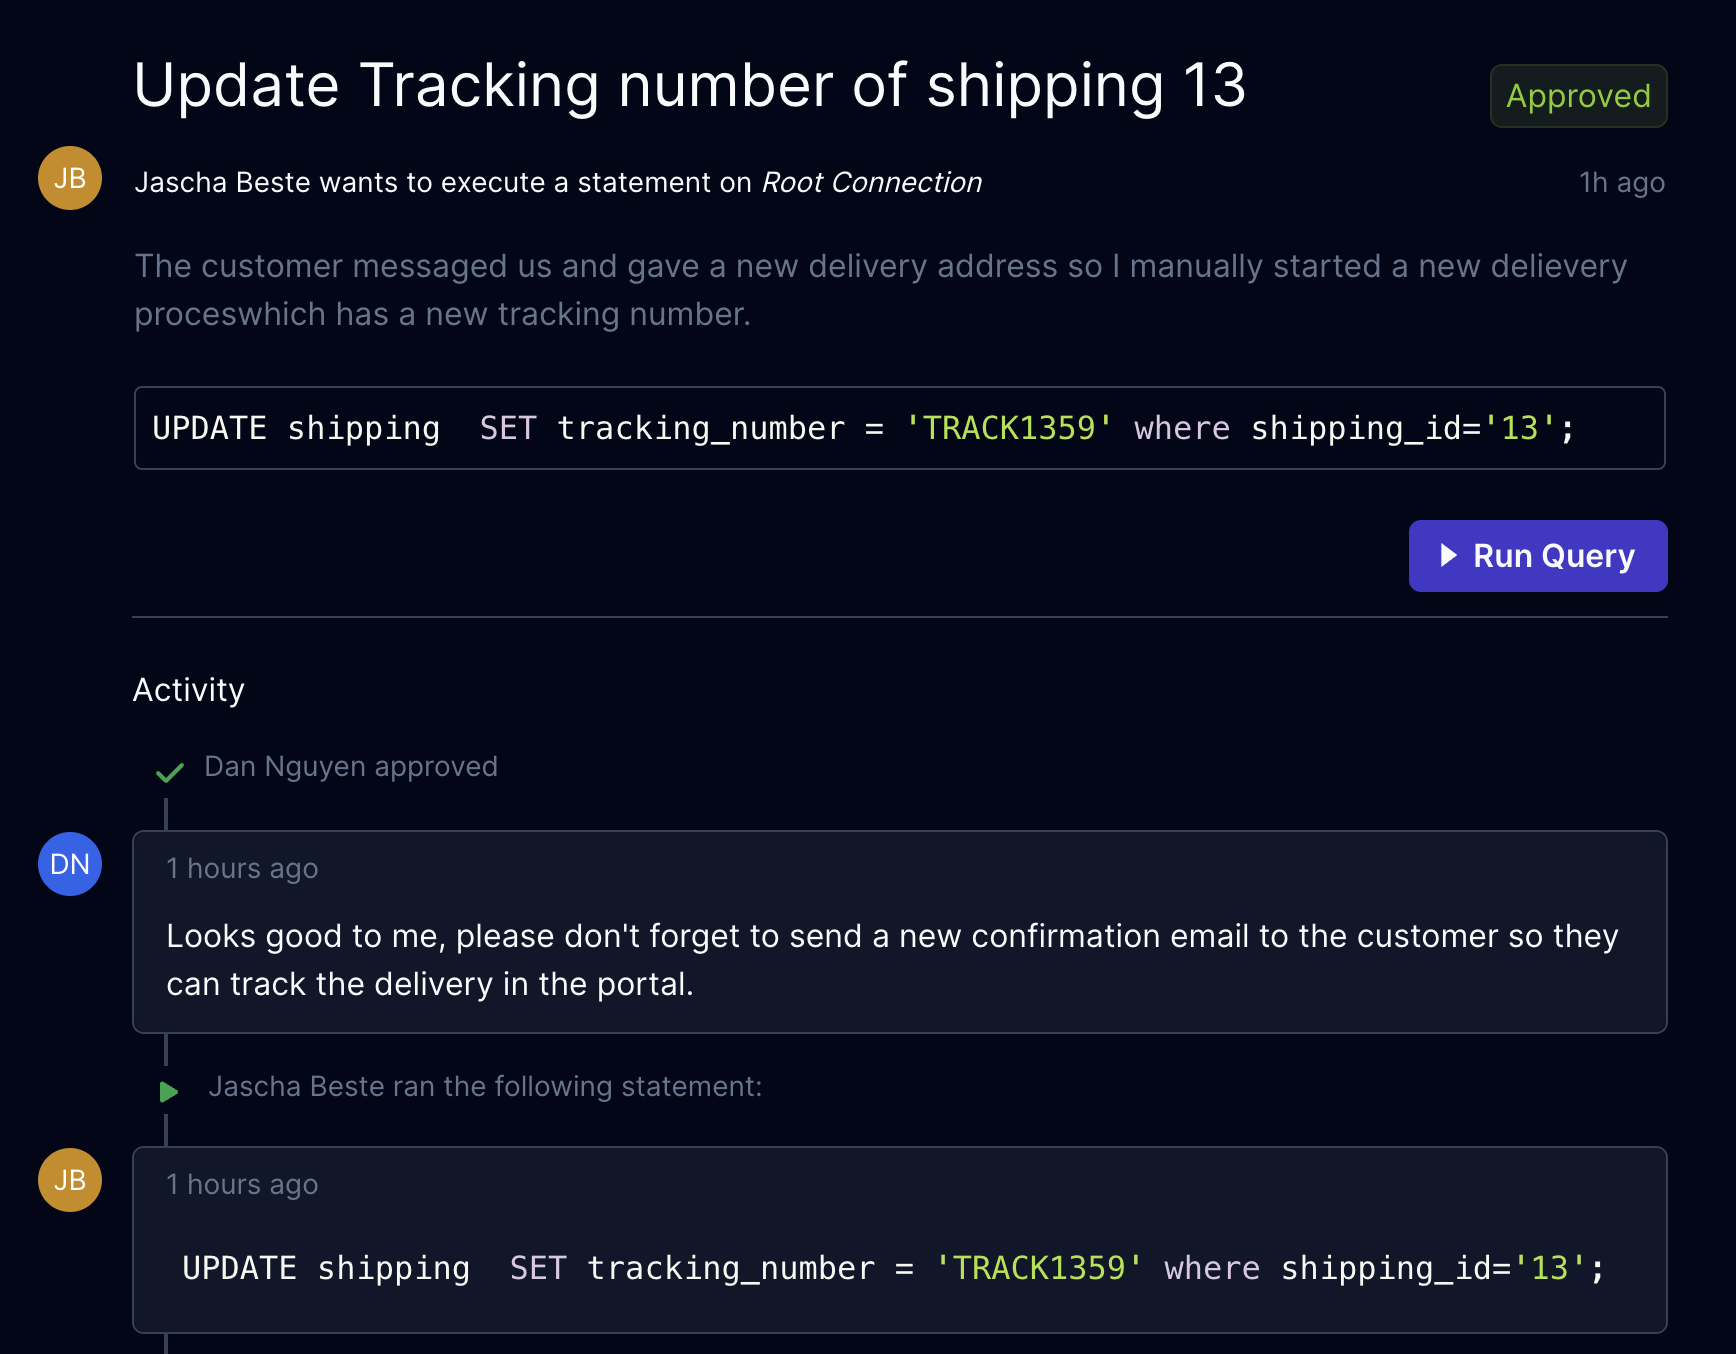 Update Tracking number of shipping 13
Approved
JB
Jascha Beste wants to execute a statement on Root Connection
1h ago
The customer messaged us and gave a new delivery address so I manually started a new delievery
proceswhich has a new tracking number.
UPDATE shipping  SET tracking_number = 'TRACK1359' where shipping_id='13';
Run Query
Activity
Dan Nguyen approved
DN
1 hours ago
Looks good to me, please don't forget to send a new confirmation email to the customer so they
can track the delivery in the portal.
Jascha Beste ran the following statement:
JB
1 hours ago
UPDATE shipping  SET tracking_number = 'TRACK1359' where shipping_id='13';